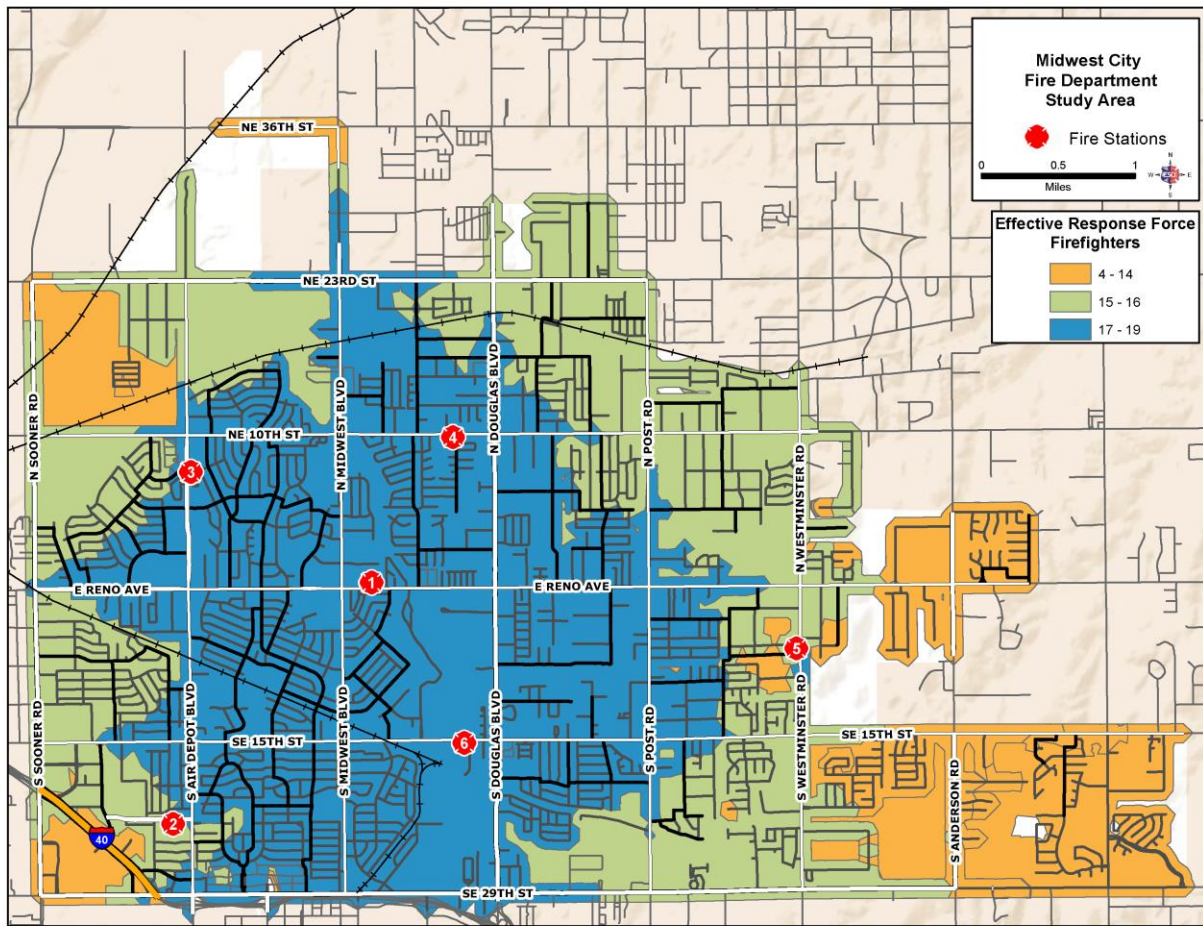 Midwest City
Fire Department
Study Area
Fire Stations
0 0.5 1
Miles
N
W E
S
Effective Response Force
Firefighters
4 - 14
15 - 16
17 - 19
NE 36TH ST
NE 23RD ST
N SOONER RD
N MIDWEST BLVD
N DOUGLAS BLVD
N POST RD
NE 10TH ST
4
3
N WESTMINSTER RD
1
E RENO AVE
E RENO AVE
5
S SOONER RD
S AIR DEPOT BLVD
S MIDWEST BLVD
S DOUGLAS BLVD
S POST RD
S WESTMINSTER RD
SE 15TH ST
6
SE 15TH ST
S ANDERSON RD
2
40
SE 29TH ST